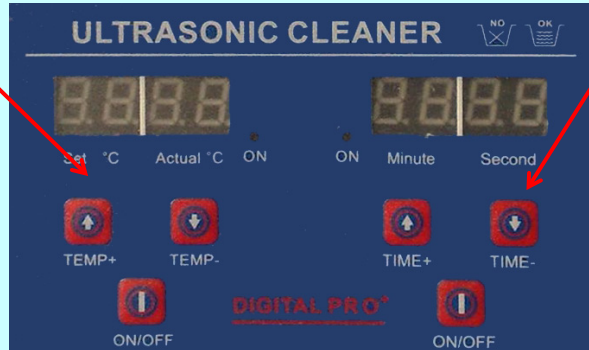 ULTRASONIC CLEANER NO OK
Set °C Actual °C ON ON Minute Second
TEMP+ TEMP- TIME+ TIME-
DIGITAL PRO+
ON/OFF ON/OFF